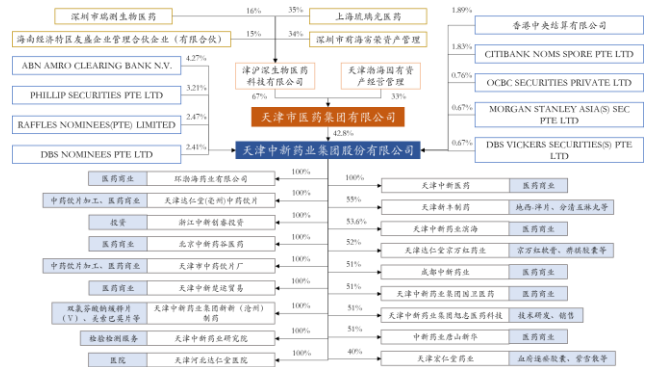 深圳市瑞测生物医药
16%
35%
上海琉璃光医药
海南经济特区友盛企业管理合伙企业（有限合伙）
15%
34%
深圳市前海富荣资产管理
津沪深生物医药科技有限公司
天津渤海国有资产经营管理
67%
33%
天津市医药集团有限公司
42.8%
天津中新药业集团股份有限公司
ABN AMRO CLEARING BANK N.V.
4.27%
PHILLIP SECURITIES PTE LTD
3.21%
RAFFLES NOMINEES(PTE) LIMITED
2.47%
DBS NOMINEES PTE LTD
2.41%
1.89%
香港中央结算有限公司
1.83%
CITIBANK NOMS SPORE PTE LTD
0.76%
OCBC SECURITIES PRIVATE LTD
0.67%
MORGAN STANLEY ASIA(S) SEC
PTE LTD
0.67%
DBS VICKERS SECURITIES(S) PTE
LTD
医药商业
环渤海药业有限公司
100%
中药饮片加工、医药商业
天津达仁堂(亳州)中药饮片
100%
投资
浙江中新创睿投资
100%
医药商业
北京中新药谷医药
100%
中药饮片加工、医药商业
天津市中药饮片厂
100%
医药商业
天津中新楚运贸易
100%
双氯芬酸钠缓释片
（V）、美索巴莫片等
天津中新药业集团新新（沧州）
制药
100%
检验检测服务
天津中新药业研究院
100%
医院
天津河北达仁堂医院
100%
100%
天津中新医药
医药商业
55%
天津新丰制药
地西泮片、分清五淋丸等
53.6%
天津中新药业滨海
医药商业
52%
天津达仁堂京万红药业
京万红软膏、痹祺胶囊等
51%
成都中新药业
医药商业
51%
天津中新药业集团国卫医药
医药商业
51%
天津中新药业集团旭志医药科技
技术研发、销售
51%
中新药业唐山新华
医药商业
40%
天津宏仁堂药业
血府逐瘀胶囊、紫雪散等